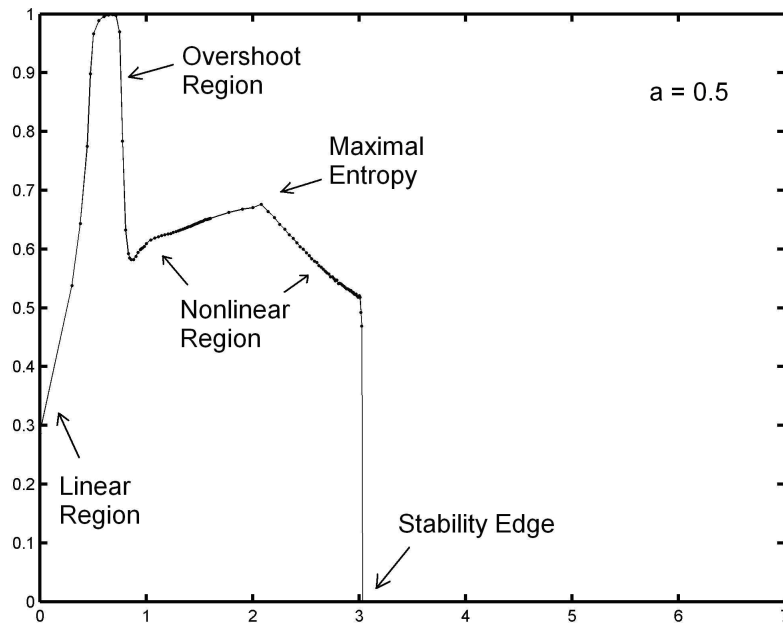 1
Overshoot
Region
0.9
a = 0.5
0.8
Maximal
Entropy
0.7
0.6
Nonlinear
Region
0.5
0.4
0.3
Linear
Region
0.2
Stability Edge
0.1
0
0 1 2 3 4 5 6 7